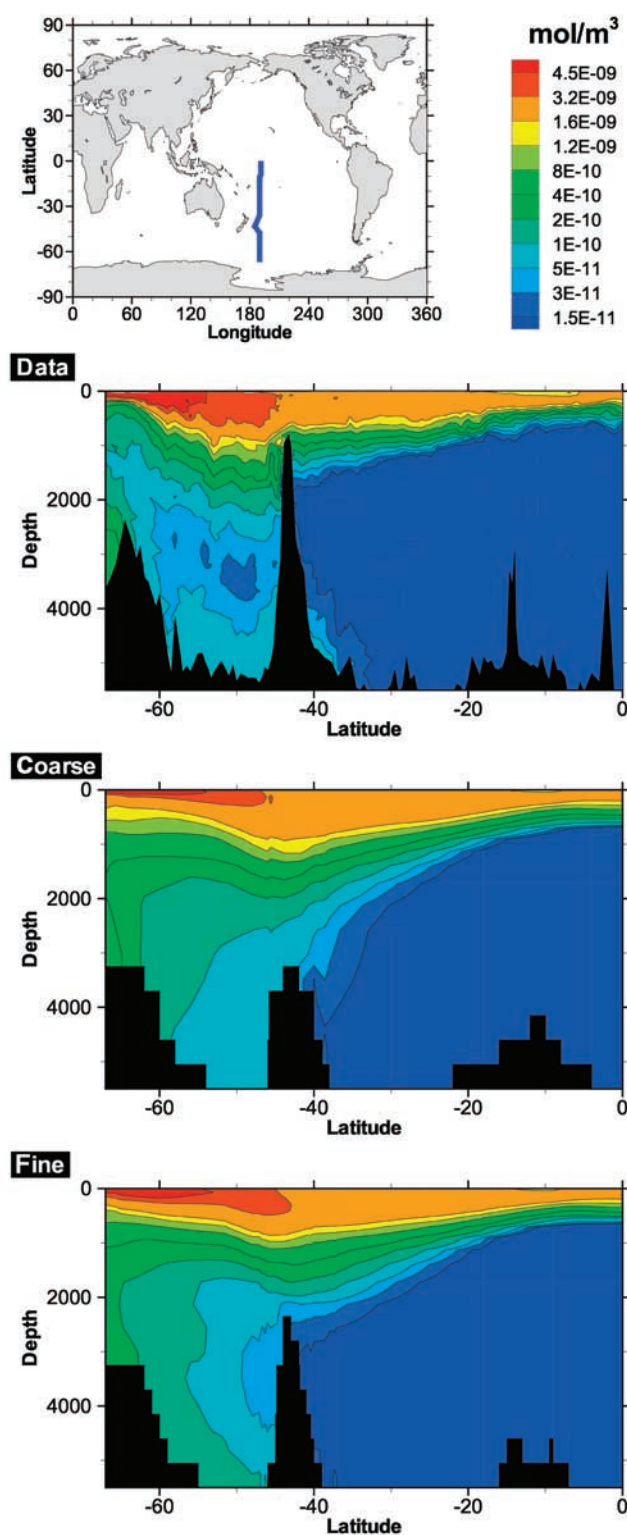 mol/m³
90
60
30
0
-30
-60
-90
Latitude
0 60 120 180 240 300 360
Longitude
4.5E-09
3.2E-09
1.6E-09
1.2E-09
8E-10
4E-10
2E-10
1E-10
5E-11
3E-11
1.5E-11
Data
0
2000
4000
Depth
-60 -40 -20 0
Latitude
Coarse
0
2000
4000
Depth
-60 -40 -20 0
Latitude
Fine
0
2000
4000
Depth
-60 -40 -20 0
Latitude